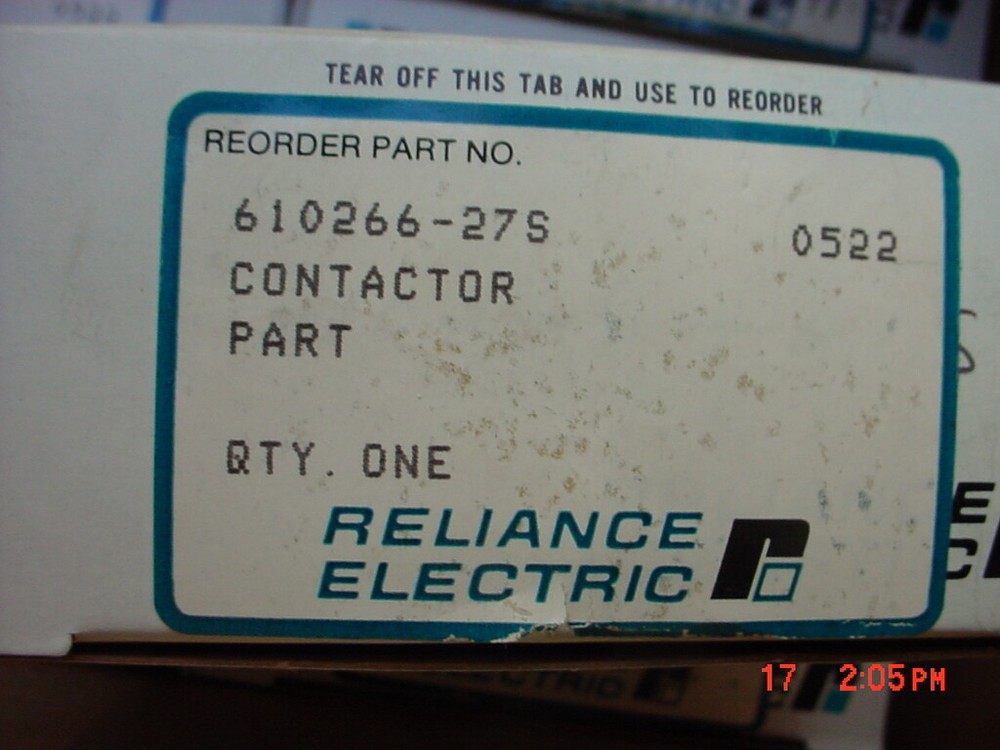 TEAR OFF THIS TAB AND USE TO REORDER
REORDER PART NO.
610266-27S
0522
CONTACTOR
PART
QTY. ONE
RELIANCE
ELECTRIC
17 2:05PM